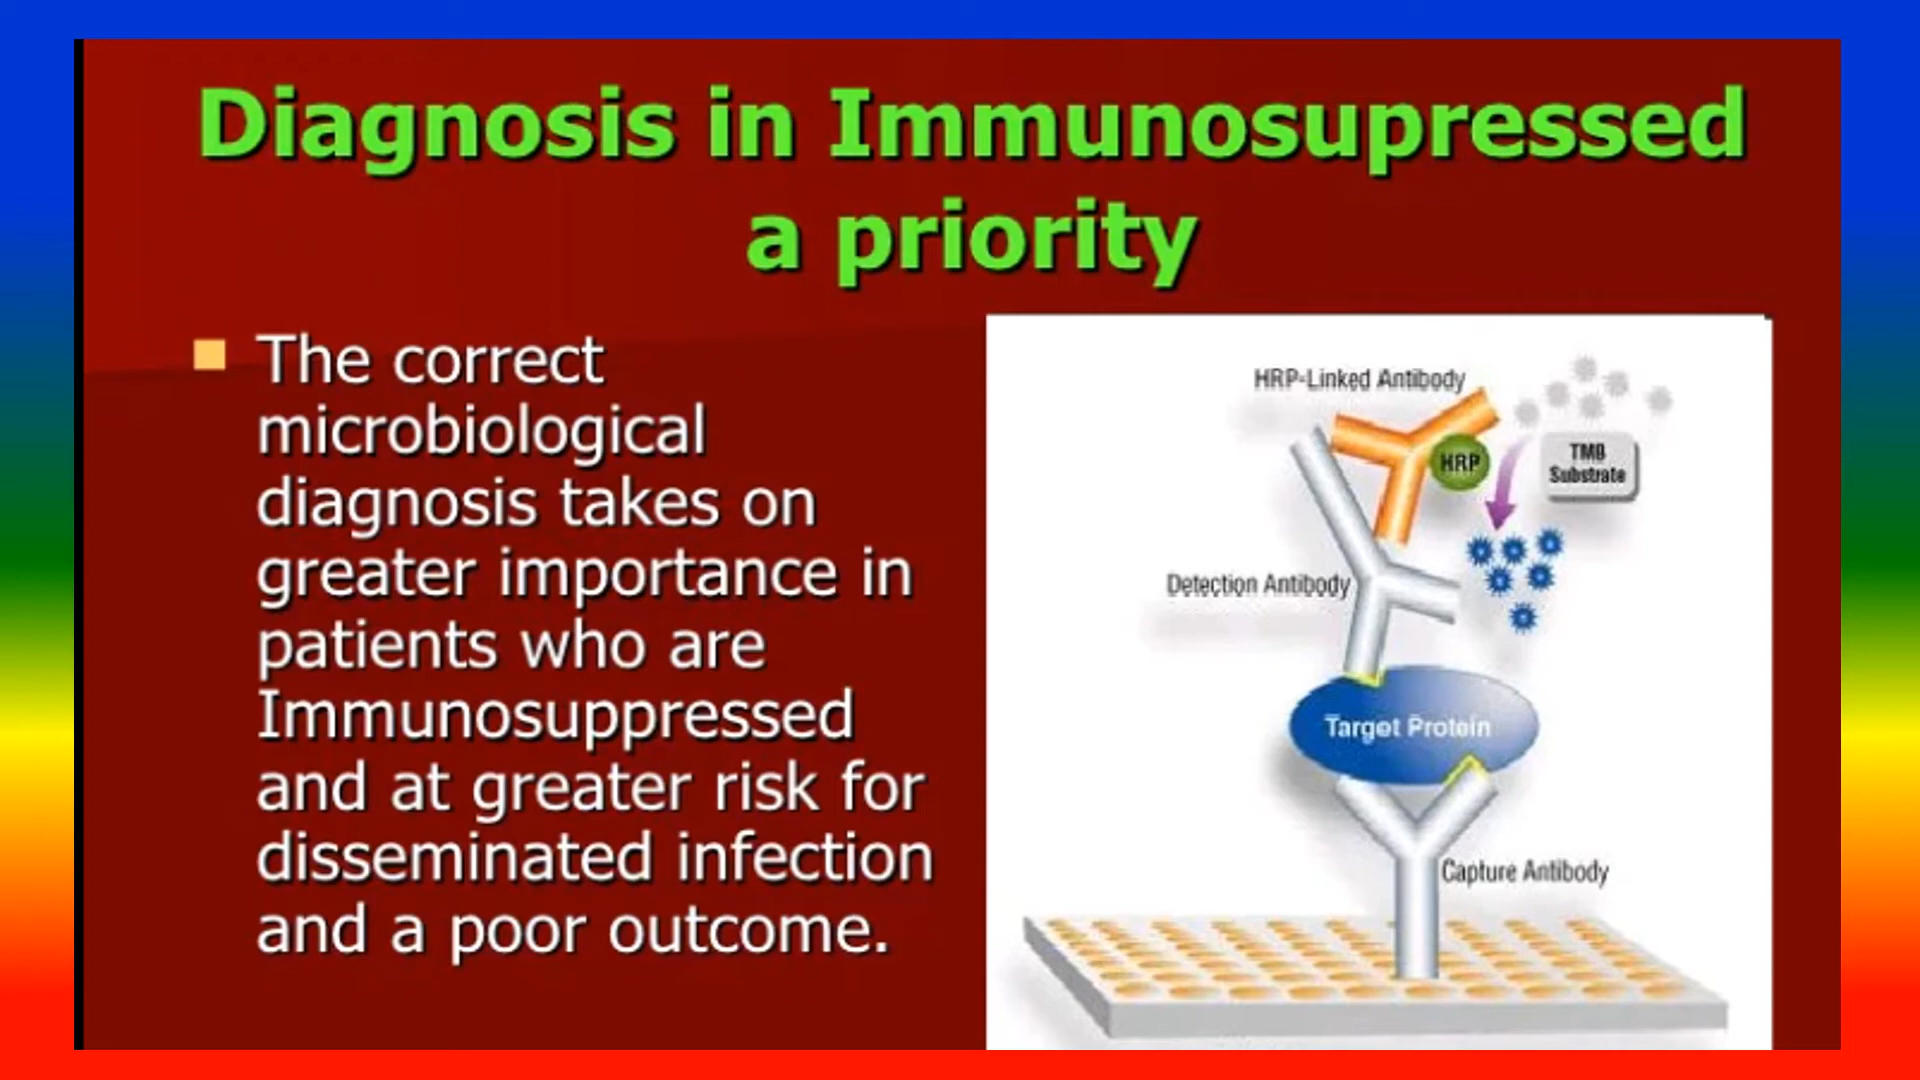 Diagnosis in Immunosupressed
a priority
The correct
microbiological
diagnosis takes on
greater importance in
patients who are
Immunosuppressed
and at greater risk for
disseminated infection
and a poor outcome.
HRP-Linked Antibody
HRP
TMB
Substrate
Detection Antibody
Target Protein
Capture Antibody